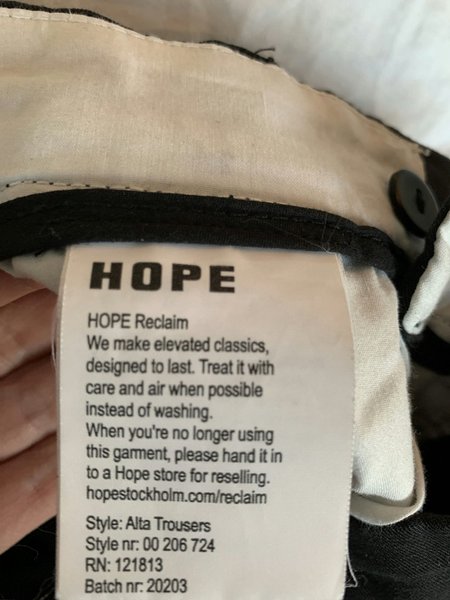 HOPE
HOPE Reclaim
We make elevated classics,
designed to last. Treat it with
care and air when possible
instead of washing.
When you're no longer using
this garment, please hand it in
to a Hope store for reselling.
hopestockholm.com/reclaim
Style: Alta Trousers
Style nr: 00 206 724
RN: 121813
Batch nr: 20203